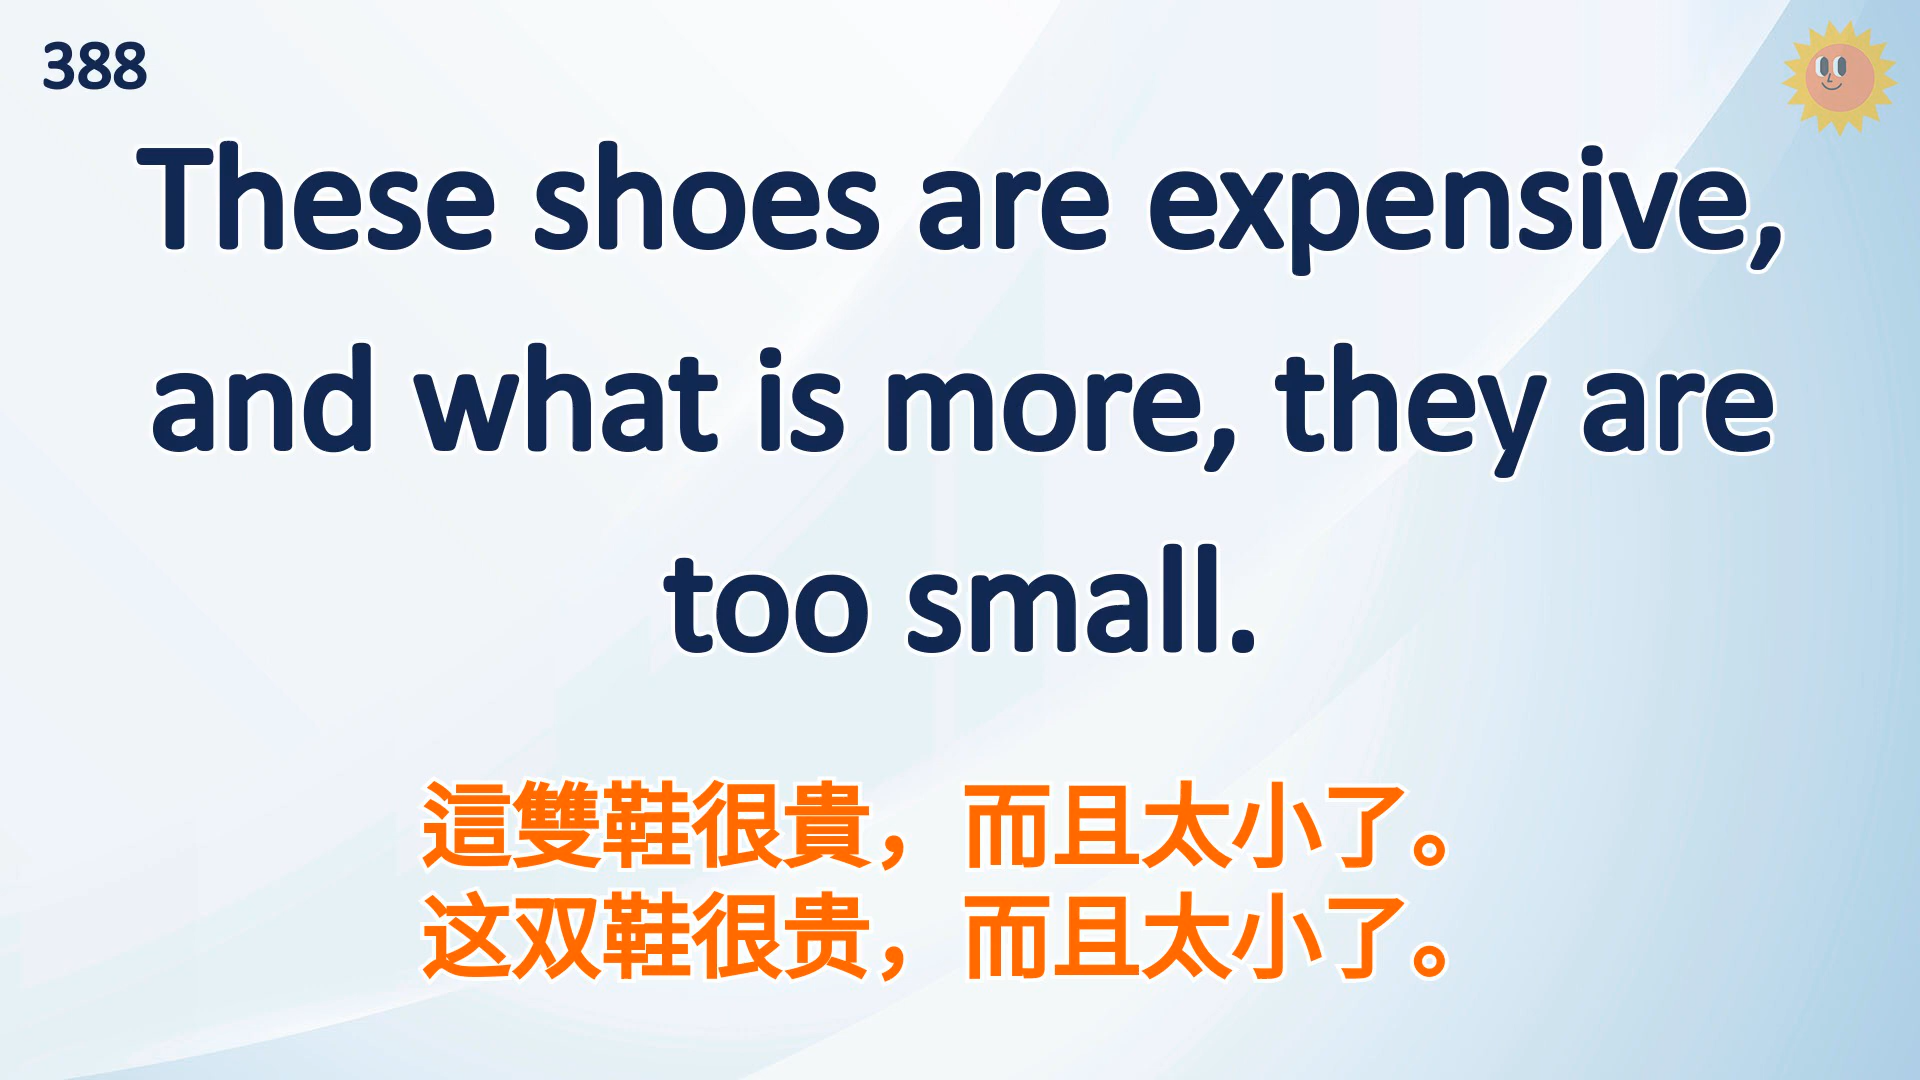 388
These shoes are expensive,
and what is more, they are
too small.
這雙鞋很貴，而且太小了。
这双鞋很贵，而且太小了。